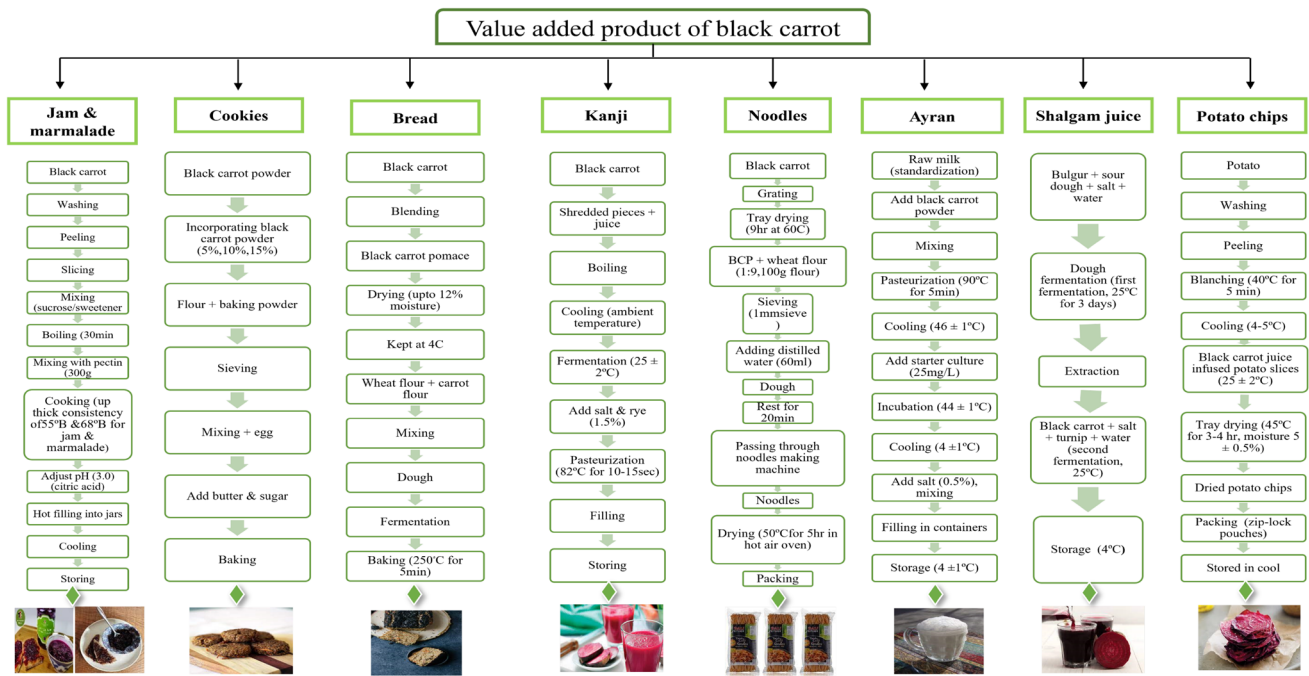 Value added product of black carrot
Jam &
marmalade
Black carrot
Washing
Peeling
Slicing
Mixing
(sucrose/sweetener
Boiling (30min
Mixing with pectin
(300g
Cooking (up
thick consistency
of55ºB &68ºB for
jam &
marmalade)
Adjust pH (3.0)
(citric acid)
Hot filling into jars
Cooling
Storing
Cookies
Black carrot powder
Incorporating black
carrot powder
(5%,10%,15%)
Flour + baking powder
Sieving
Mixing + egg
Add butter & sugar
Baking
Bread
Black carrot
Blending
Black carrot pomace
Drying (upto 12%
moisture)
Kept at 4C
Wheat flour + carrot
flour
Mixing
Dough
Fermentation
Baking (250˚C for
5min)
Kanji
Black carrot
Shredded pieces +
juice
Boiling
Cooling (ambient
temperature)
Fermentation (25 ±
2ºC)
Add salt & rye
(1.5%)
Pasteurization
(82ºC for 10-15sec)
Filling
Storing
Noodles
Black carrot
Grating
Tray drying
(9hr at 60C)
BCP + wheat flour
(1:9,100g flour)
Sieving
(1mmsieve
)
Adding distilled
water (60ml)
Dough
Rest for
20min
Passing through
noodles making
machine
Noodles
Drying (50ºCfor 5hr in
hot air oven)
Packing
Ayran
Raw milk
(standardization)
Add black carrot
powder
Mixing
Pasteurization (90ºC
for 5min)
Cooling (46 ± 1ºC)
Add starter culture
(25mg/L)
Incubation (44 ± 1ºC)
Cooling (4 ±1ºC)
Add salt (0.5%),
mixing
Filling in containers
Storage (4 ±1ºC)
Shalgam juice
Bulgur + sour
dough + salt +
water
Dough
fermentation (first
fermentation, 25ºC
for 3 days)
Extraction
Black carrot + salt
+ turnip + water
(second
fermentation,
25ºC)
Storage (4ºC)
Potato chips
Potato
Washing
Peeling
Blanching (40ºC for
5 min)
Cooling (4-5ºC)
Black carrot juice
infused potato slices
(25 ± 2ºC)
Tray drying (45ºC
for 3-4 hr, moisture 5
± 0.5%)
Dried potato chips
Packing (zip-lock
pouches)
Stored in cool